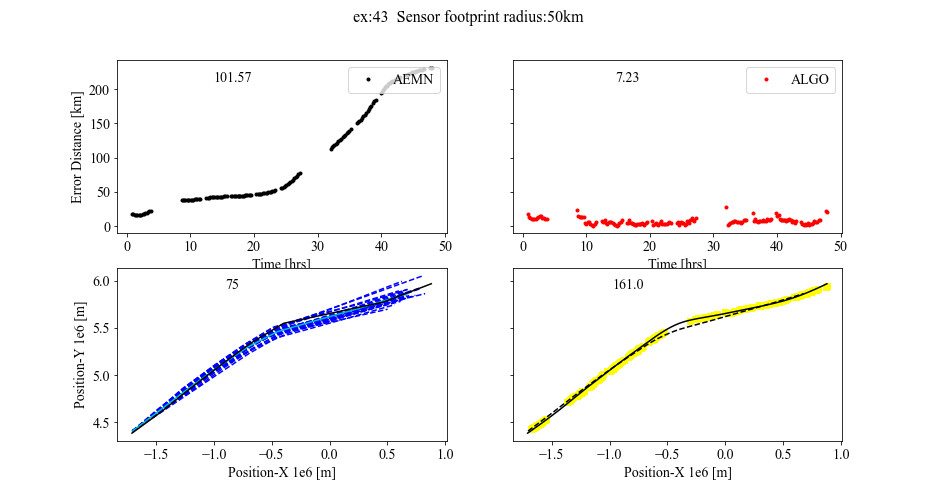 ex:43 Sensor footprint radius:50km
101.57
AEMN
7.23
ALGO
Error Distance [km]
200
150
100
50
0
0 10 20 30 40 50
0 10 20 30 40 50
Time [hrs]
Time [hrs]
75
161.0
Position-Y 1e6 [m]
6.0
5.5
5.0
4.5
−1.5 −1.0 −0.5 0.0 0.5 1.0
−1.5 −1.0 −0.5 0.0 0.5 1.0
Position-X 1e6 [m]
Position-X 1e6 [m]